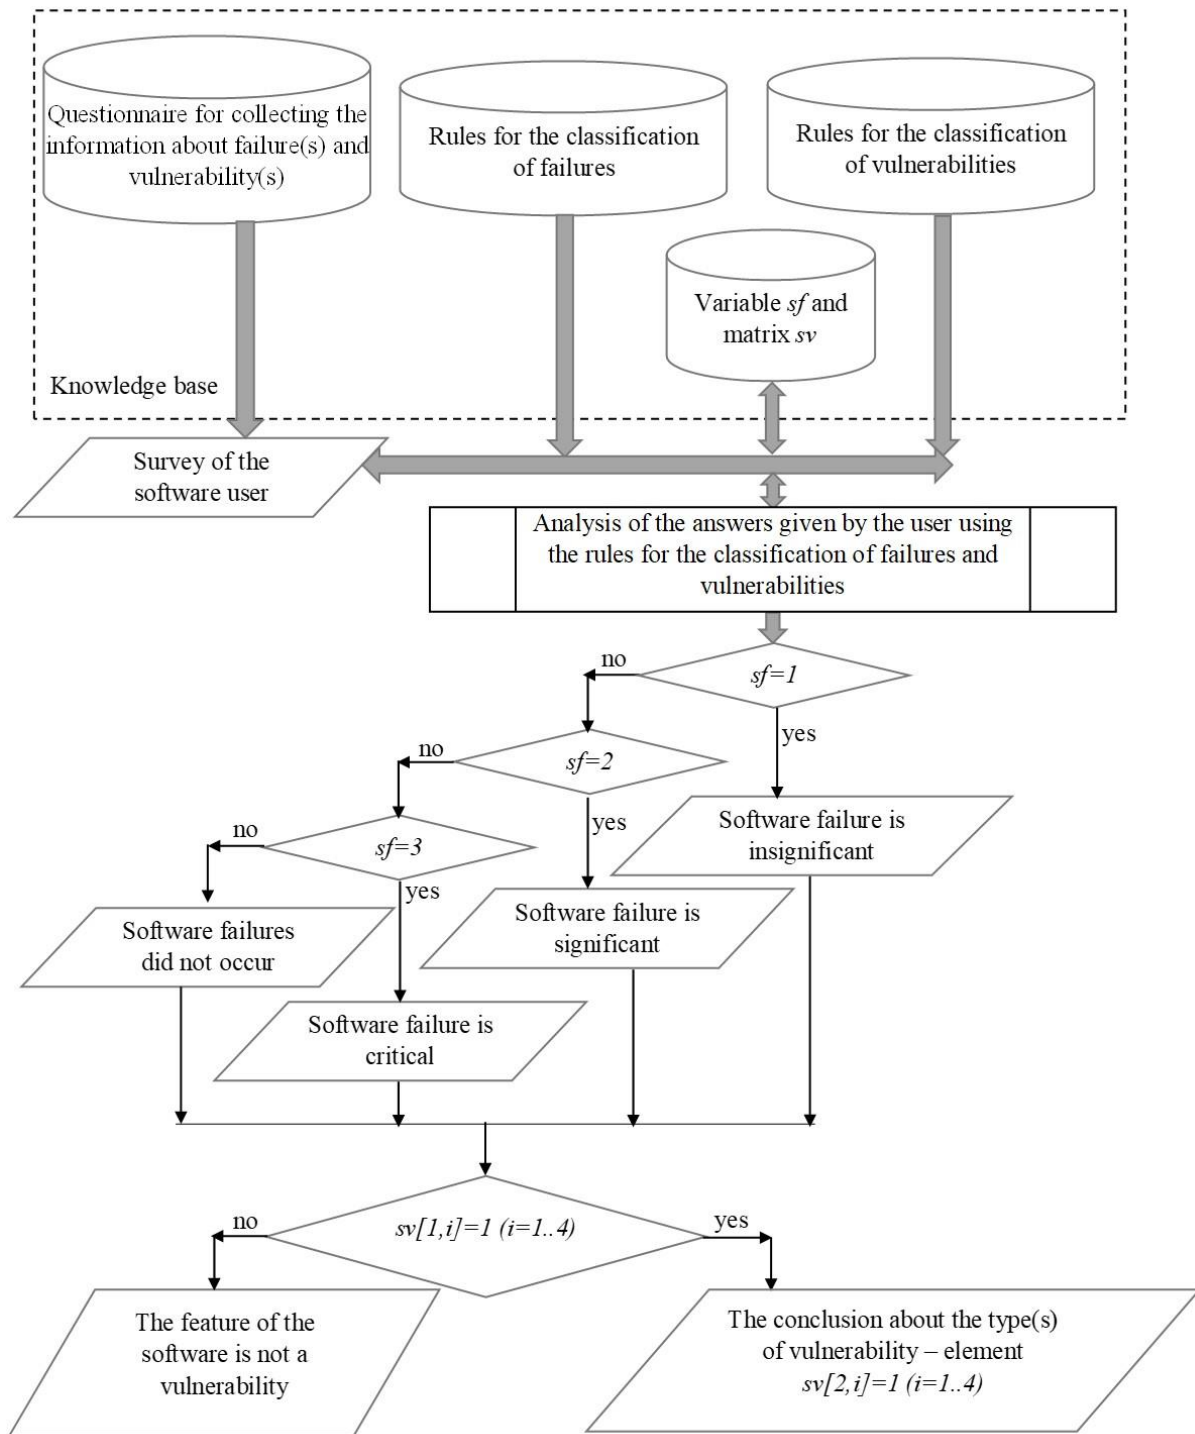 Questionnaire for collecting the
information about failure(s) and
vulnerability(s)
Rules for the classification
of failures
Rules for the classification
of vulnerabilities
Variable sf and
matrix sv
Knowledge base
Survey of the
software user
Analysis of the answers given by the user using
the rules for the classification of failures and
vulnerabilities
no
sf=1
yes
no
sf=2
yes
no
sf=3
yes
Software failure is
insignificant
Software failure is
significant
Software failures
did not occur
Software failure is
critical
no
sv[1,i]=1 (i=1..4)
yes
The feature of the
software is not a
vulnerability
The conclusion about the type(s)
of vulnerability – element
sv[2,i]=1 (i=1..4)